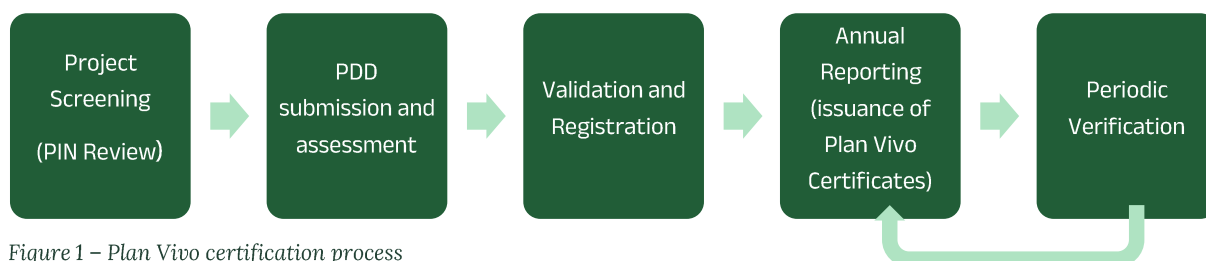 Project
Screening
(PIN Review)
PDD
submission and
assessment
Validation and
Registration
Annual
Reporting
(issuance of
Plan Vivo
Certificates)
Periodic
Verification
Figure 1 – Plan Vivo certification process